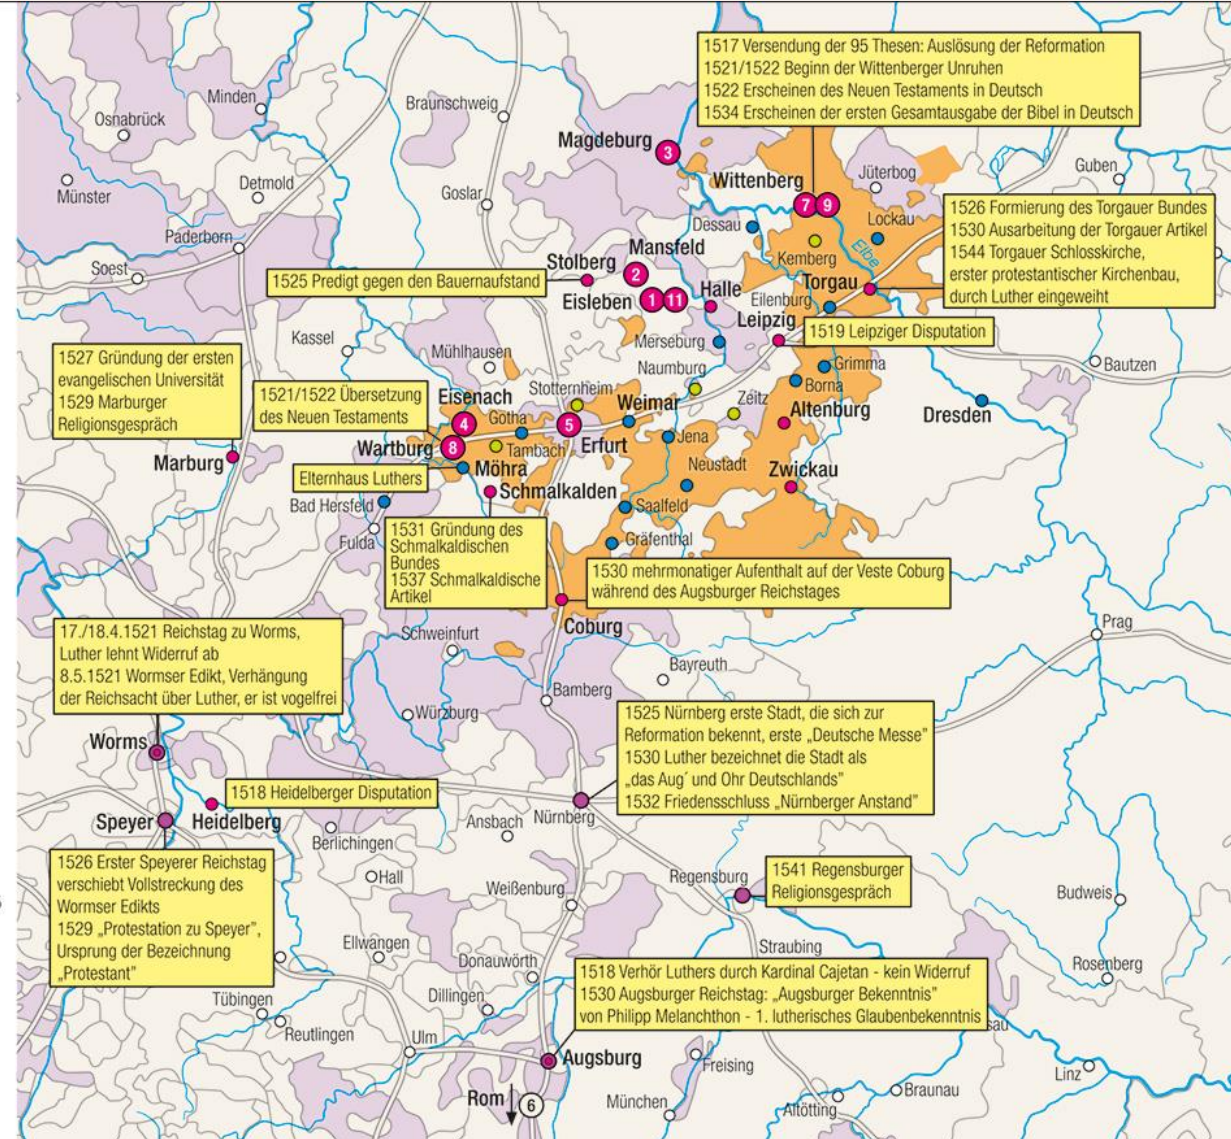 1517 Versendung der 95 Thesen: Auslösung der Reformation
1521/1522 Beginn der Wittenberger Unruhen
1522 Erscheinen des Neuen Testaments in Deutsch
1534 Erscheinen der ersten Gesamtausgabe der Bibel in Deutsch
Minden
Braunschweig
Osnabrück
Magdeburg
3
Guben
Jüterbog
Wittenberg
7
9
Münster
Detmold
Goslar
1526 Formierung des Torgauer Bundes
1530 Ausarbeitung der Torgauer Artikel
1544 Torgauer Schlosskirche,
erster protestantischer Kirchenbau,
durch Luther eingeweiht
Dessau
Lockau
Elbe
Paderborn
Mansfeld
2
Kemberg
Soest
Stolberg
1525 Predigt gegen den Bauernaufstand
Eisleben
1
11
Halle
Eilenburg
Torgau
Leipzig
1519 Leipziger Disputation
Kassel
Merseburg
Mühlhausen
Naumburg
Grimma
Bautzen
1527 Gründung der ersten
evangelischen Universität
1529 Marburger
Religionsgespräch
1521/1522 Übersetzung
des Neuen Testaments
Eisenach
4
Stotternheim
Weimar
Zeitz
Borna
Altenburg
Dresden
Gotha
5
Erfurt
Jena
Wartburg
8
Tambach
Marburg
Möhra
Neustadt
Zwickau
Elternhaus Luthers
Schmalkalden
Bad Hersfeld
Saalfeld
Fulda
1531 Gründung des
Schmalkaldischen
Bundes
1537 Schmalkaldische
Artikel
Gräfenthal
1530 mehrmonatiger Aufenthalt auf der Veste Coburg
während des Augsburger Reichstages
Coburg
17./18.4.1521 Reichstag zu Worms,
Luther lehnt Widerruf ab
8.5.1521 Wormser Edikt, Verhängung
der Reichsacht über Luther, er ist vogelfrei
Schweinfurt
Prag
Bayreuth
Bamberg
Würzburg
1525 Nürnberg erste Stadt, die sich zur
Reformation bekennt, erste „Deutsche Messe”
1530 Luther bezeichnet die Stadt als
„das Aug´ und Ohr Deutschlands”
1532 Friedensschluss „Nürnberger Anstand”
Worms
1518 Heidelberger Disputation
Speyer
Heidelberg
Ansbach
Nürnberg
Berlichingen
1526 Erster Speyerer Reichstag
verschiebt Vollstreckung des
Wormser Edikts
1529 „Protestation zu Speyer”,
Ursprung der Bezeichnung
„Protestant”
Hall
Weißenburg
Regensburg
1541 Regensburger
Religionsgespräch
Budweis
Ellwangen
Straubing
Donauwörth
Rosenberg
1518 Verhör Luthers durch Kardinal Cajetan - kein Widerruf
1530 Augsburger Reichstag: „Augsburger Bekenntnis”
von Philipp Melanchthon - 1. lutherisches Glaubenbekenntnis
Dillingen
Tübingen
Reutlingen
sau
Ulm
Augsburg
Freising
Linz
Rom
6
München
Altötting
Braunau